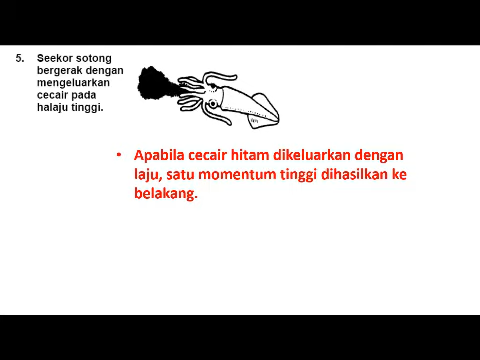 5. Seekor sotong
bergerak dengan
mengeluarkan
cecair pada
halaju tinggi.
• Apabila cecair hitam dikeluarkan dengan
laju, satu momentum tinggi dihasilkan ke
belakang.